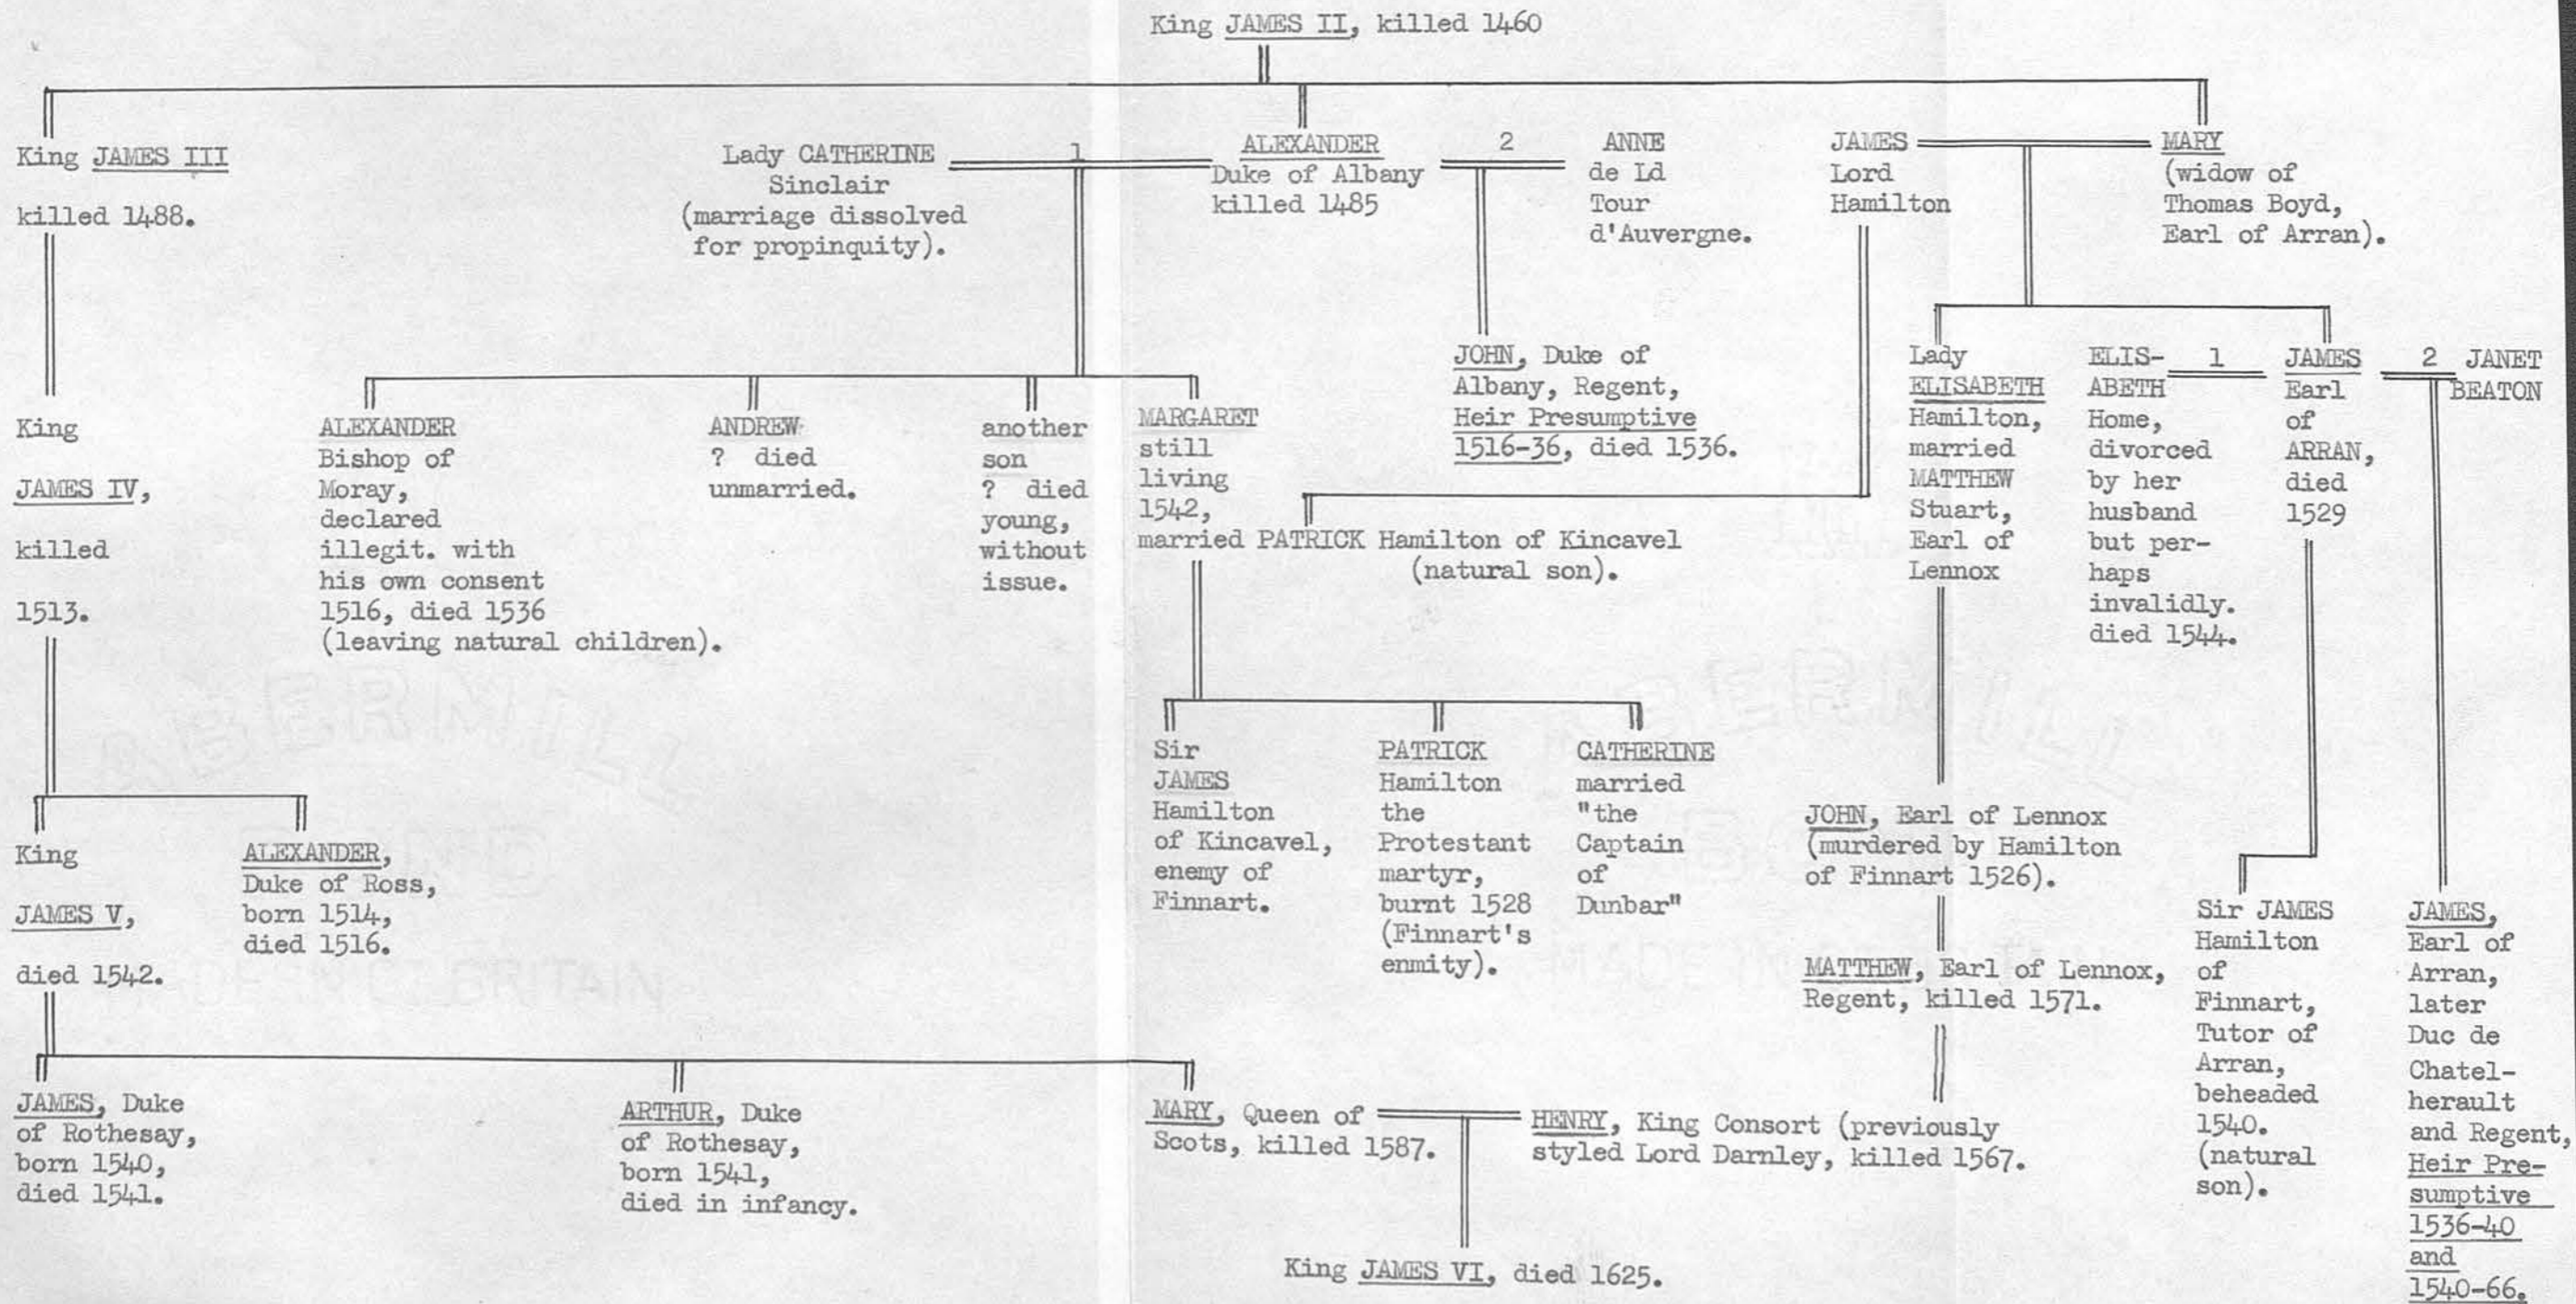 King JAMES II, killed 1460
King JAMES III
killed 1488.
Lady CATHERINE
Sinclair
(marriage dissolved
for propinquity).
1
ALEXANDER
Duke of Albany
killed 1485
2
ANNE
de Ld
Tour
d'Auvergne.
JAMES
Lord
Hamilton
MARY
(widow of
Thomas Boyd,
Earl of Arran).
King
JAMES IV,
killed
1513.
ALEXANDER
Bishop of
Moray,
declared
illegit. with
his own consent
1516, died 1536
(leaving natural children).
ANDREW
? died
unmarried.
another
son
? died
young,
without
issue.
MARGARET
still
living
1542,
married PATRICK Hamilton of Kincavel
(natural son).
JOHN, Duke of
Albany, Regent,
Heir Presumptive
1516-36, died 1536.
Lady
ELISABETH
Hamilton,
married
MATTHEW
Stuart,
Earl of
Lennox
ELIS-
ABETH
Home,
divorced
by her
husband
but per-
haps
invalidly.
died 1544.
1
JAMES
Earl
of
ARRAN,
died
1529
2
JANET
BEATON
Sir
JAMES
Hamilton
of Kincavel,
enemy of
Finnart.
PATRICK
Hamilton
the
Protestant
martyr,
burnt 1528
(Finnart's
enmity).
CATHERINE
married
"the
Captain
of
Dunbar"
JOHN, Earl of Lennox
(murdered by Hamilton
of Finnart 1526).
MATTHEW, Earl of Lennox,
Regent, killed 1571.
Sir JAMES
Hamilton
of
Finnart,
Tutor of
Arran,
beheaded
1540.
(natural
son).
JAMES,
Earl of
Arran,
later
Duc de
Chatel-
herault
and Regent,
Heir Pre-
sumptive
1536-40
and
1540-66.
King
JAMES V,
died 1542.
ALEXANDER,
Duke of Ross,
born 1514,
died 1516.
JAMES, Duke
of Rothesay,
born 1540,
died 1541.
ARTHUR, Duke
of Rothesay,
born 1541,
died in infancy.
MARY, Queen of
Scots, killed 1587.
HENRY, King Consort (previously
styled Lord Darnley, killed 1567.
King JAMES VI, died 1625.